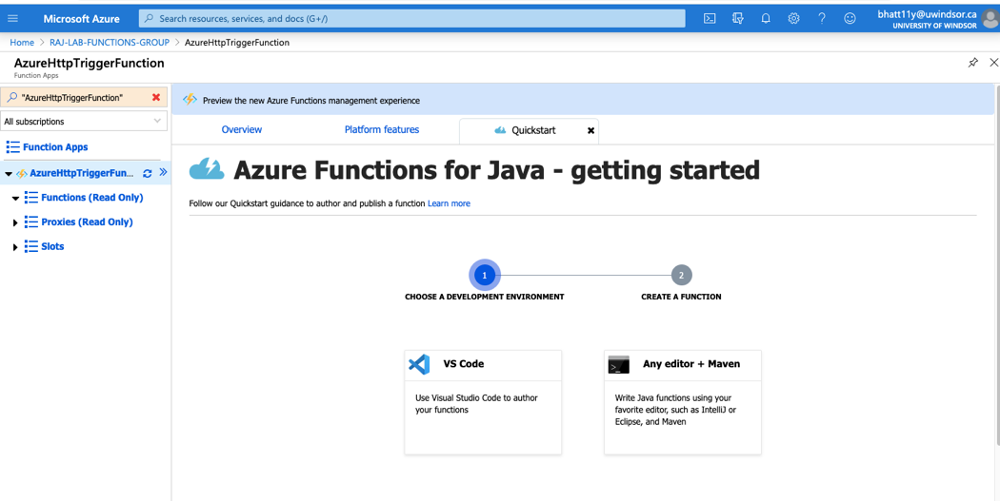 Microsoft Azure
Search resources, services, and docs (G+/)
bhatt11y@uwindsor.ca
UNIVERSITY OF WINDSOR
Home > RAJ-LAB-FUNCTIONS-GROUP > AzureHttpTriggerFunction
AzureHttpTriggerFunction
Function Apps
"AzureHttpTriggerFunction"
All subscriptions
Function Apps
AzureHttpTriggerFun...
Functions (Read Only)
Proxies (Read Only)
Slots
Preview the new Azure Functions management experience
Overview
Platform features
Quickstart
Azure Functions for Java - getting started
Follow our Quickstart guidance to author and publish a function Learn more
1
2
CHOOSE A DEVELOPMENT ENVIRONMENT
CREATE A FUNCTION
VS Code
Use Visual Studio Code to author
your functions
Any editor + Maven
Write Java functions using your
favorite editor, such as IntelliJ or
Eclipse, and Maven